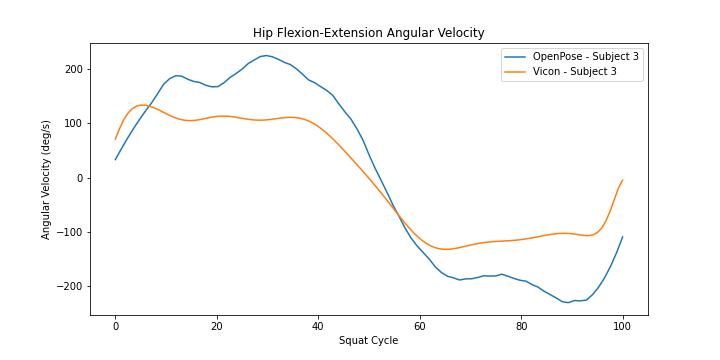 Hip Flexion-Extension Angular Velocity
OpenPose - Subject 3
Vicon - Subject 3
Angular Velocity (deg/s)
200
100
0
−100
−200
0 20 40 60 80 100
Squat Cycle